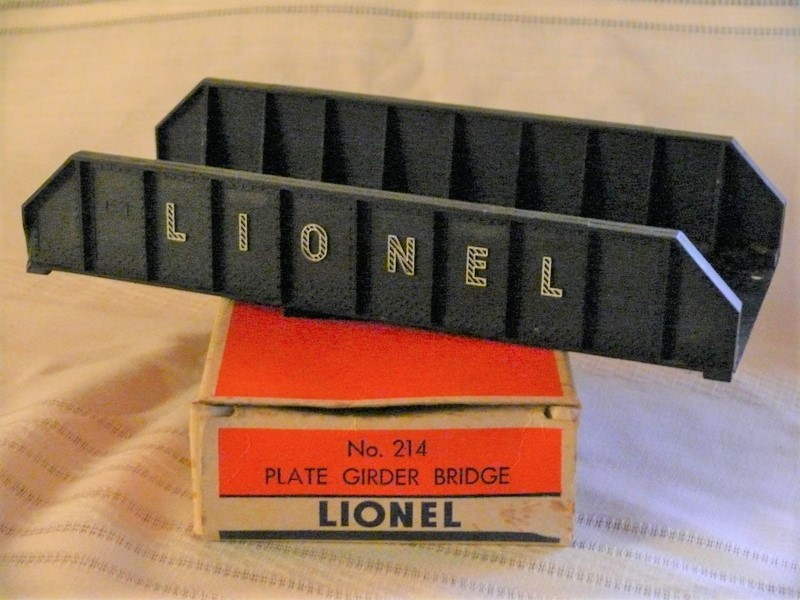 LIONEL
No. 214
PLATE GIRDER BRIDGE
LIONEL